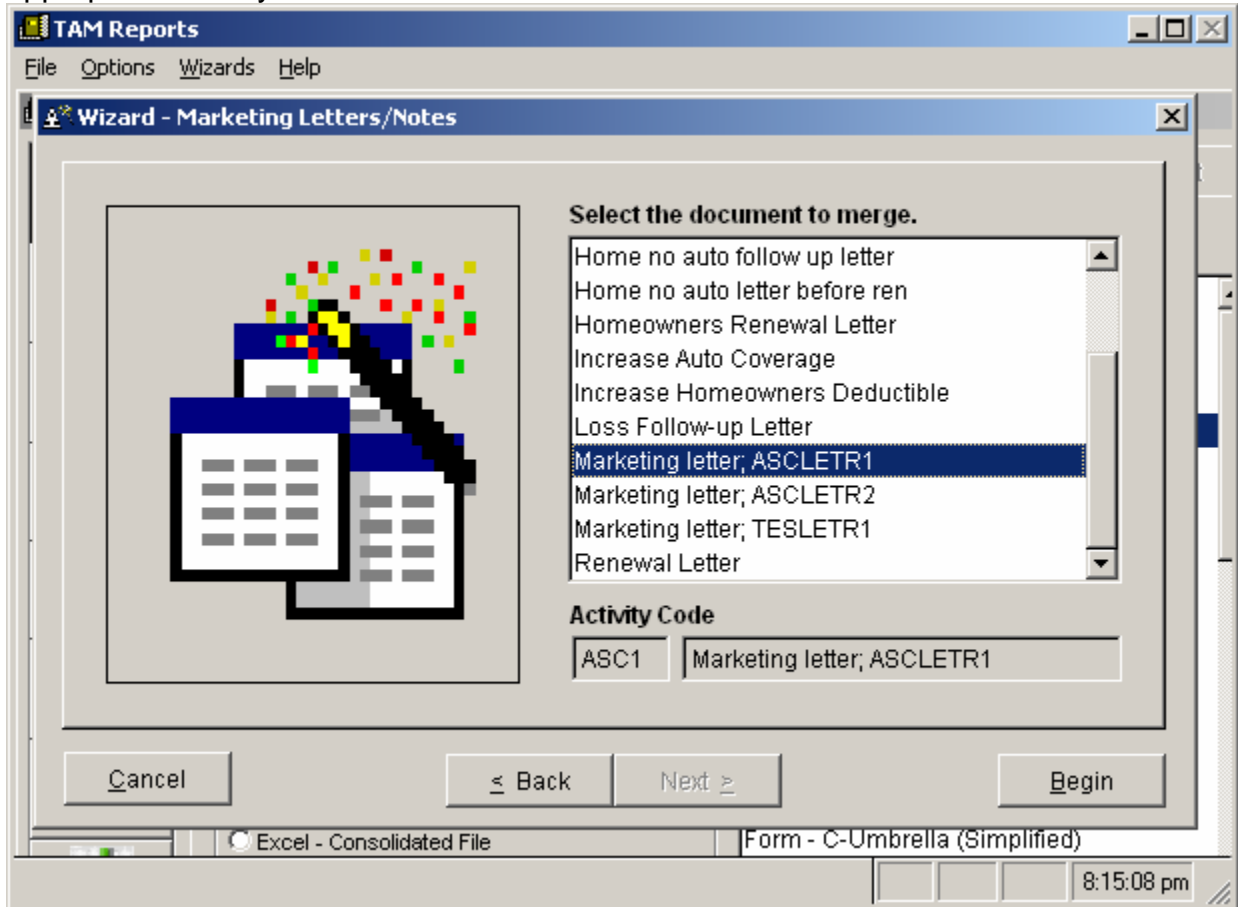 TAM Reports
File Options Wizards Help
Wizard - Marketing Letters/Notes
Select the document to merge.
Home no auto follow up letter
Home no auto letter before ren
Homeowners Renewal Letter
Increase Auto Coverage
Increase Homeowners Deductible
Loss Follow-up Letter
Marketing letter; ASCLETR1
Marketing letter; ASCLETR2
Marketing letter; TESLETR1
Renewal Letter
Activity Code
ASC1 Marketing letter; ASCLETR1
Cancel < Back Next > Begin
Excel - Consolidated File Form - C-Umbrella (Simplified)
8:15:08 pm